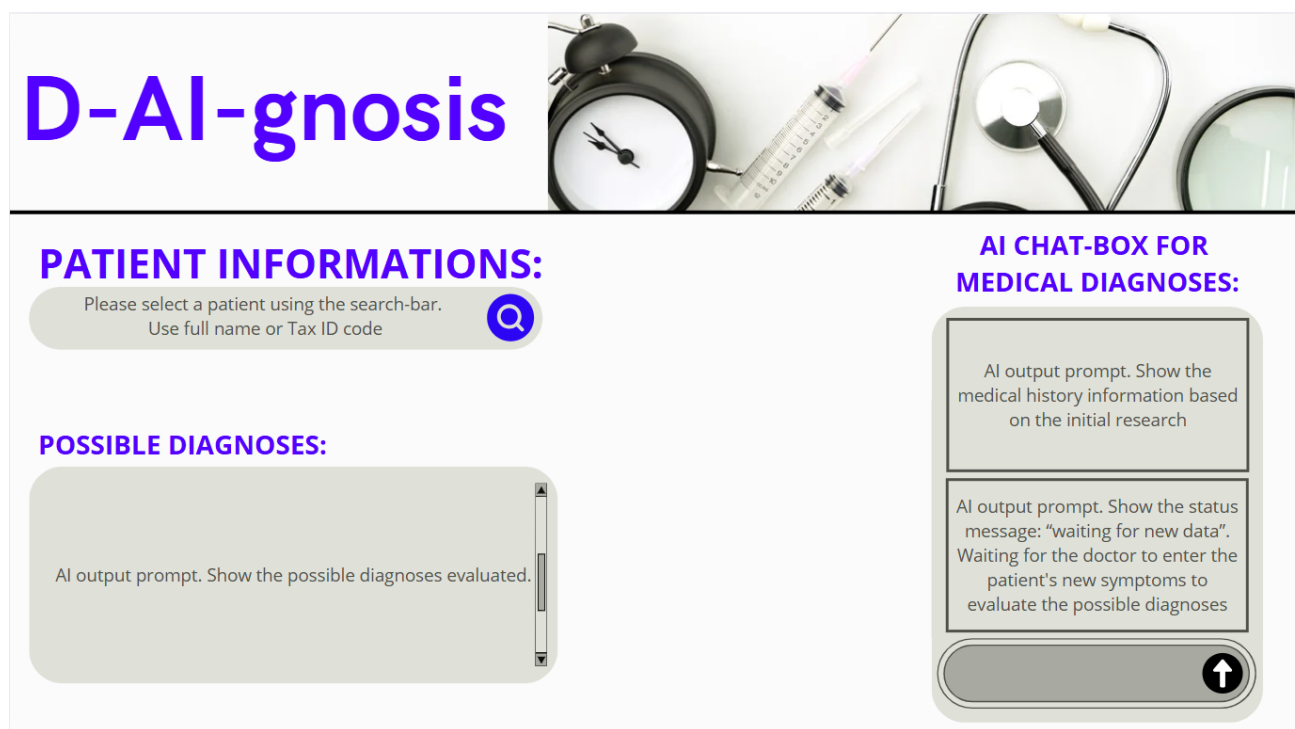 D-AI-gnosis
PATIENT INFORMATIONS:
Please select a patient using the search-bar.
Use full name or Tax ID code
POSSIBLE DIAGNOSES:
AI output prompt. Show the possible diagnoses evaluated.
AI CHAT-BOX FOR
MEDICAL DIAGNOSES:
AI output prompt. Show the
medical history information based
on the initial research
AI output prompt. Show the status
message: “waiting for new data”.
Waiting for the doctor to enter the
patient's new symptoms to
evaluate the possible diagnoses